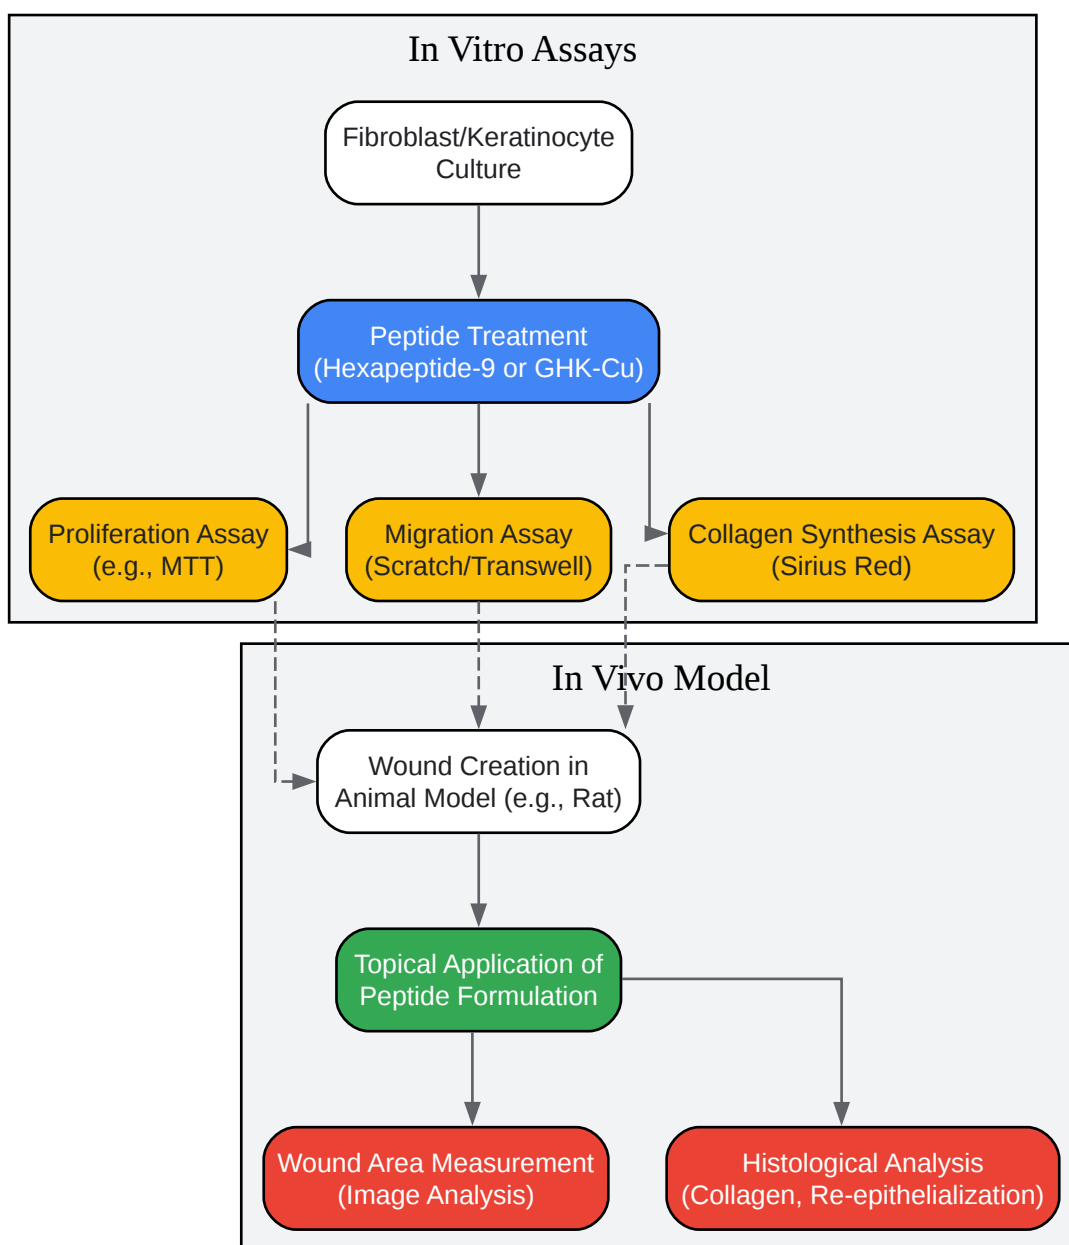 In Vitro Assays
Fibroblast/Keratinocyte
Culture
Peptide Treatment
(Hexapeptide-9 or GHK-Cu)
Proliferation Assay
(e.g., MTT)
Migration Assay
(Scratch/Transwell)
Collagen Synthesis Assay
(Sirius Red)
In Vivo Model
Wound Creation in
Animal Model (e.g., Rat)
Topical Application of
Peptide Formulation
Wound Area Measurement
(Image Analysis)
Histological Analysis
(Collagen, Re-epithelialization)